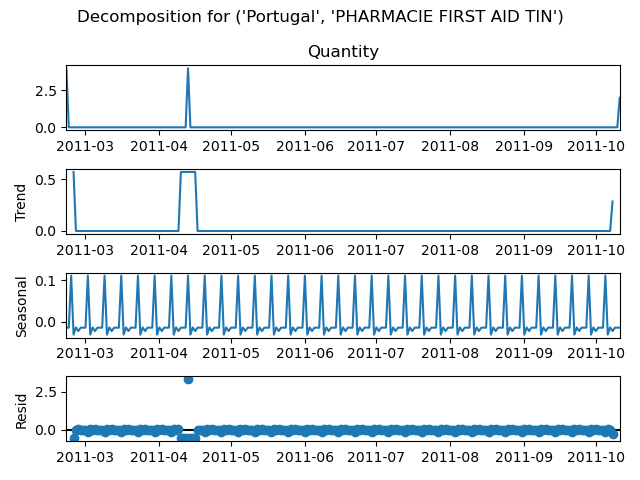 Decomposition for ('Portugal', 'PHARMACIE FIRST AID TIN')
Quantity
2.5
0.0
2011-03 2011-04 2011-05 2011-06 2011-07 2011-08 2011-09 2011-10
Trend
0.5
0.0
2011-03 2011-04 2011-05 2011-06 2011-07 2011-08 2011-09 2011-10
Seasonal
0.1
0.0
2011-03 2011-04 2011-05 2011-06 2011-07 2011-08 2011-09 2011-10
Resid
2.5
0.0
2011-03 2011-04 2011-05 2011-06 2011-07 2011-08 2011-09 2011-10